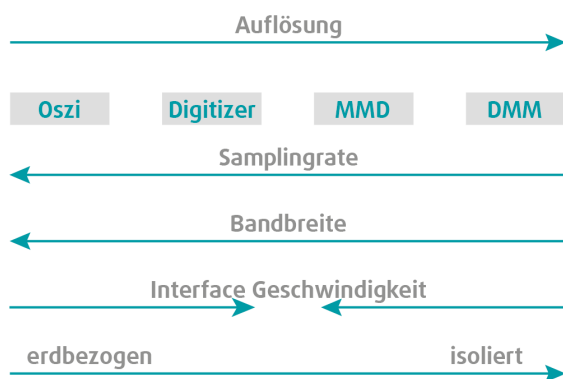 Auflösung
Oszi Digitizer MMD DMM
Samplingrate
Bandbreite
Interface Geschwindigkeit
erdbezogen isoliert